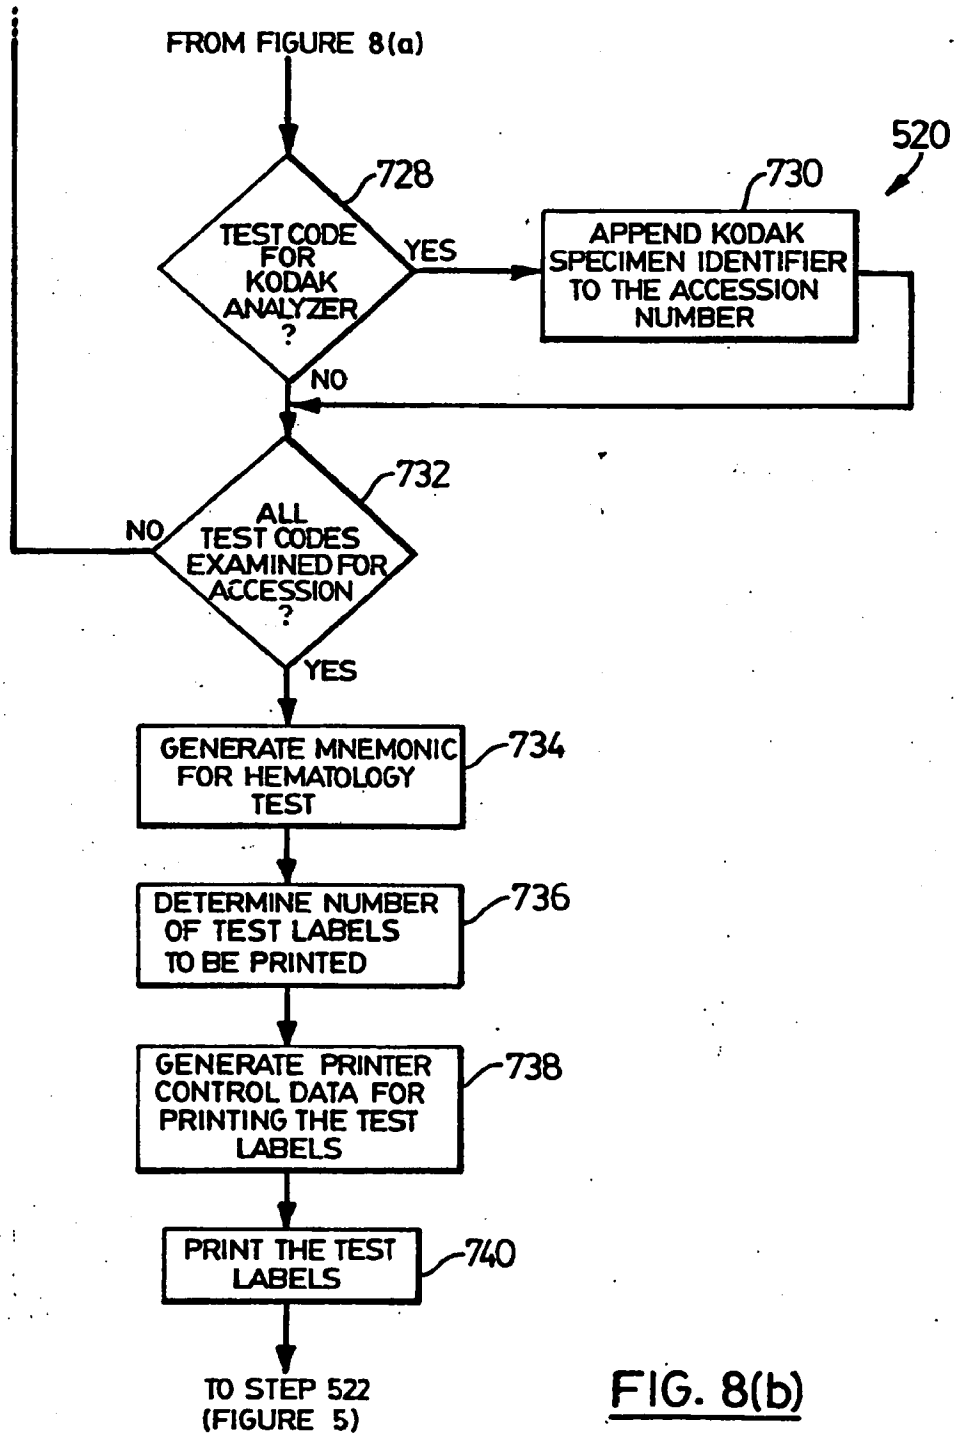 FROM FIGURE 8(a)
728
TEST CODE
FOR
KODAK
ANALYZER
?
YES
NO
730
520
APPEND KODAK
SPECIMEN IDENTIFIER
TO THE ACCESSION
NUMBER
732
ALL
TEST CODES
EXAMINED FOR
ACCESSION
?
NO
YES
GENERATE MNEMONIC
FOR HEMATOLOGY
TEST
734
DETERMINE NUMBER
OF TEST LABELS
TO BE PRINTED
736
GENERATE PRINTER
CONTROL DATA FOR
PRINTING THE TEST
LABELS
738
PRINT THE TEST
LABELS
740
TO STEP 522
(FIGURE 5)
FIG. 8(b)